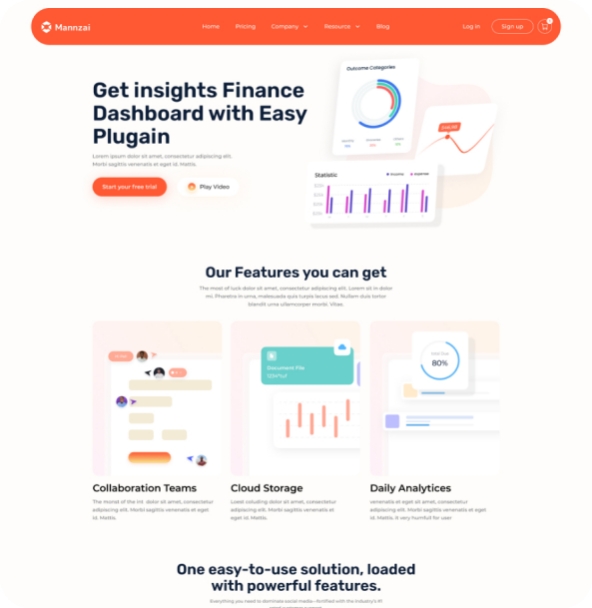 Mannzai
Home Pricing Company Resource Blog
Log in Sign up
Get insights Finance
Dashboard with Easy
Plugain
Lorem ipsum dolor sit amet, consectetur adipiscing elit.
Morbi sagittis venenatis et eget id. Mattis.
Start your free trial Play Video
Outcome Categories
Statistic
Our Features you can get
The most of luck dolor sit amet, consectetur adipiscing elit. Lorem sit in dolor
mi. Pharetra in urna, malesuada quis turpis lacus sed. Nullam duis tortor
blandit urna ullamcorper morbi. Vitae.
Document File
80%
Collaboration Teams
The monst of the int dolor sit amet, consectetur
adipiscing elit. Morbi sagittis venenatis et eget
id. Mattis.
Cloud Storage
Least coluding dolor sit amet, consectetur
adipiscing elit. Morbi sagittis venenatis et
eget id. Mattis.
Daily Analytices
venenatis et eget sit amet, consectetur
adipiscing elit. Morbi sagittis venenatis et eget
id. Mattis. It very humfull for user
One easy-to-use solution, loaded
with powerful features.
Everything you need to dominate social media--fortified with the industry's #1